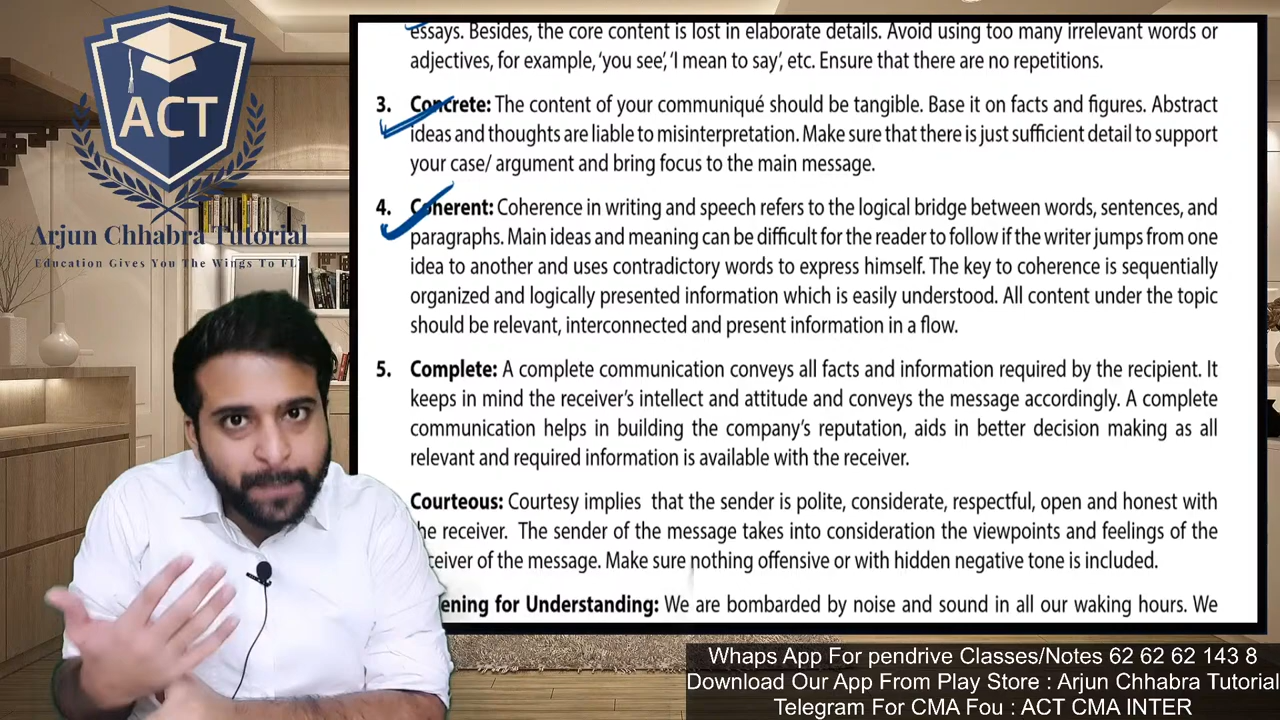 ACT
Arjun Chhabra Tutorial
Education Gives You The Wings To
essays. Besides, the core content is lost in elaborate details. Avoid using too many irrelevant words or
adjectives, for example, ‘you see’, ‘I mean to say’, etc. Ensure that there are no repetitions.
3. Concrete: The content of your communiqué should be tangible. Base it on facts and figures. Abstract
ideas and thoughts are liable to misinterpretation. Make sure that there is just sufficient detail to support
your case/ argument and bring focus to the main message.
4. Coherent: Coherence in writing and speech refers to the logical bridge between words, sentences, and
paragraphs. Main ideas and meaning can be difficult for the reader to follow if the writer jumps from one
idea to another and uses contradictory words to express himself. The key to coherence is sequentially
organized and logically presented information which is easily understood. All content under the topic
should be relevant, interconnected and present information in a flow.
5. Complete: A complete communication conveys all facts and information required by the recipient. It
keeps in mind the receiver’s intellect and attitude and conveys the message accordingly. A complete
communication helps in building the company’s reputation, aids in better decision making as all
relevant and required information is available with the receiver.
Courteous: Courtesy implies that the sender is polite, considerate, respectful, open and honest with
he receiver. The sender of the message takes into consideration the viewpoints and feelings of the
ceiver of the message. Make sure nothing offensive or with hidden negative tone is included.
ening for Understanding: We are bombarded by noise and sound in all our waking hours. We
Whaps App For pendrive Classes/Notes 62 62 62 143 8
Download Our App From Play Store : Arjun Chhabra Tutorial
Telegram For CMA Fou : ACT CMA INTER